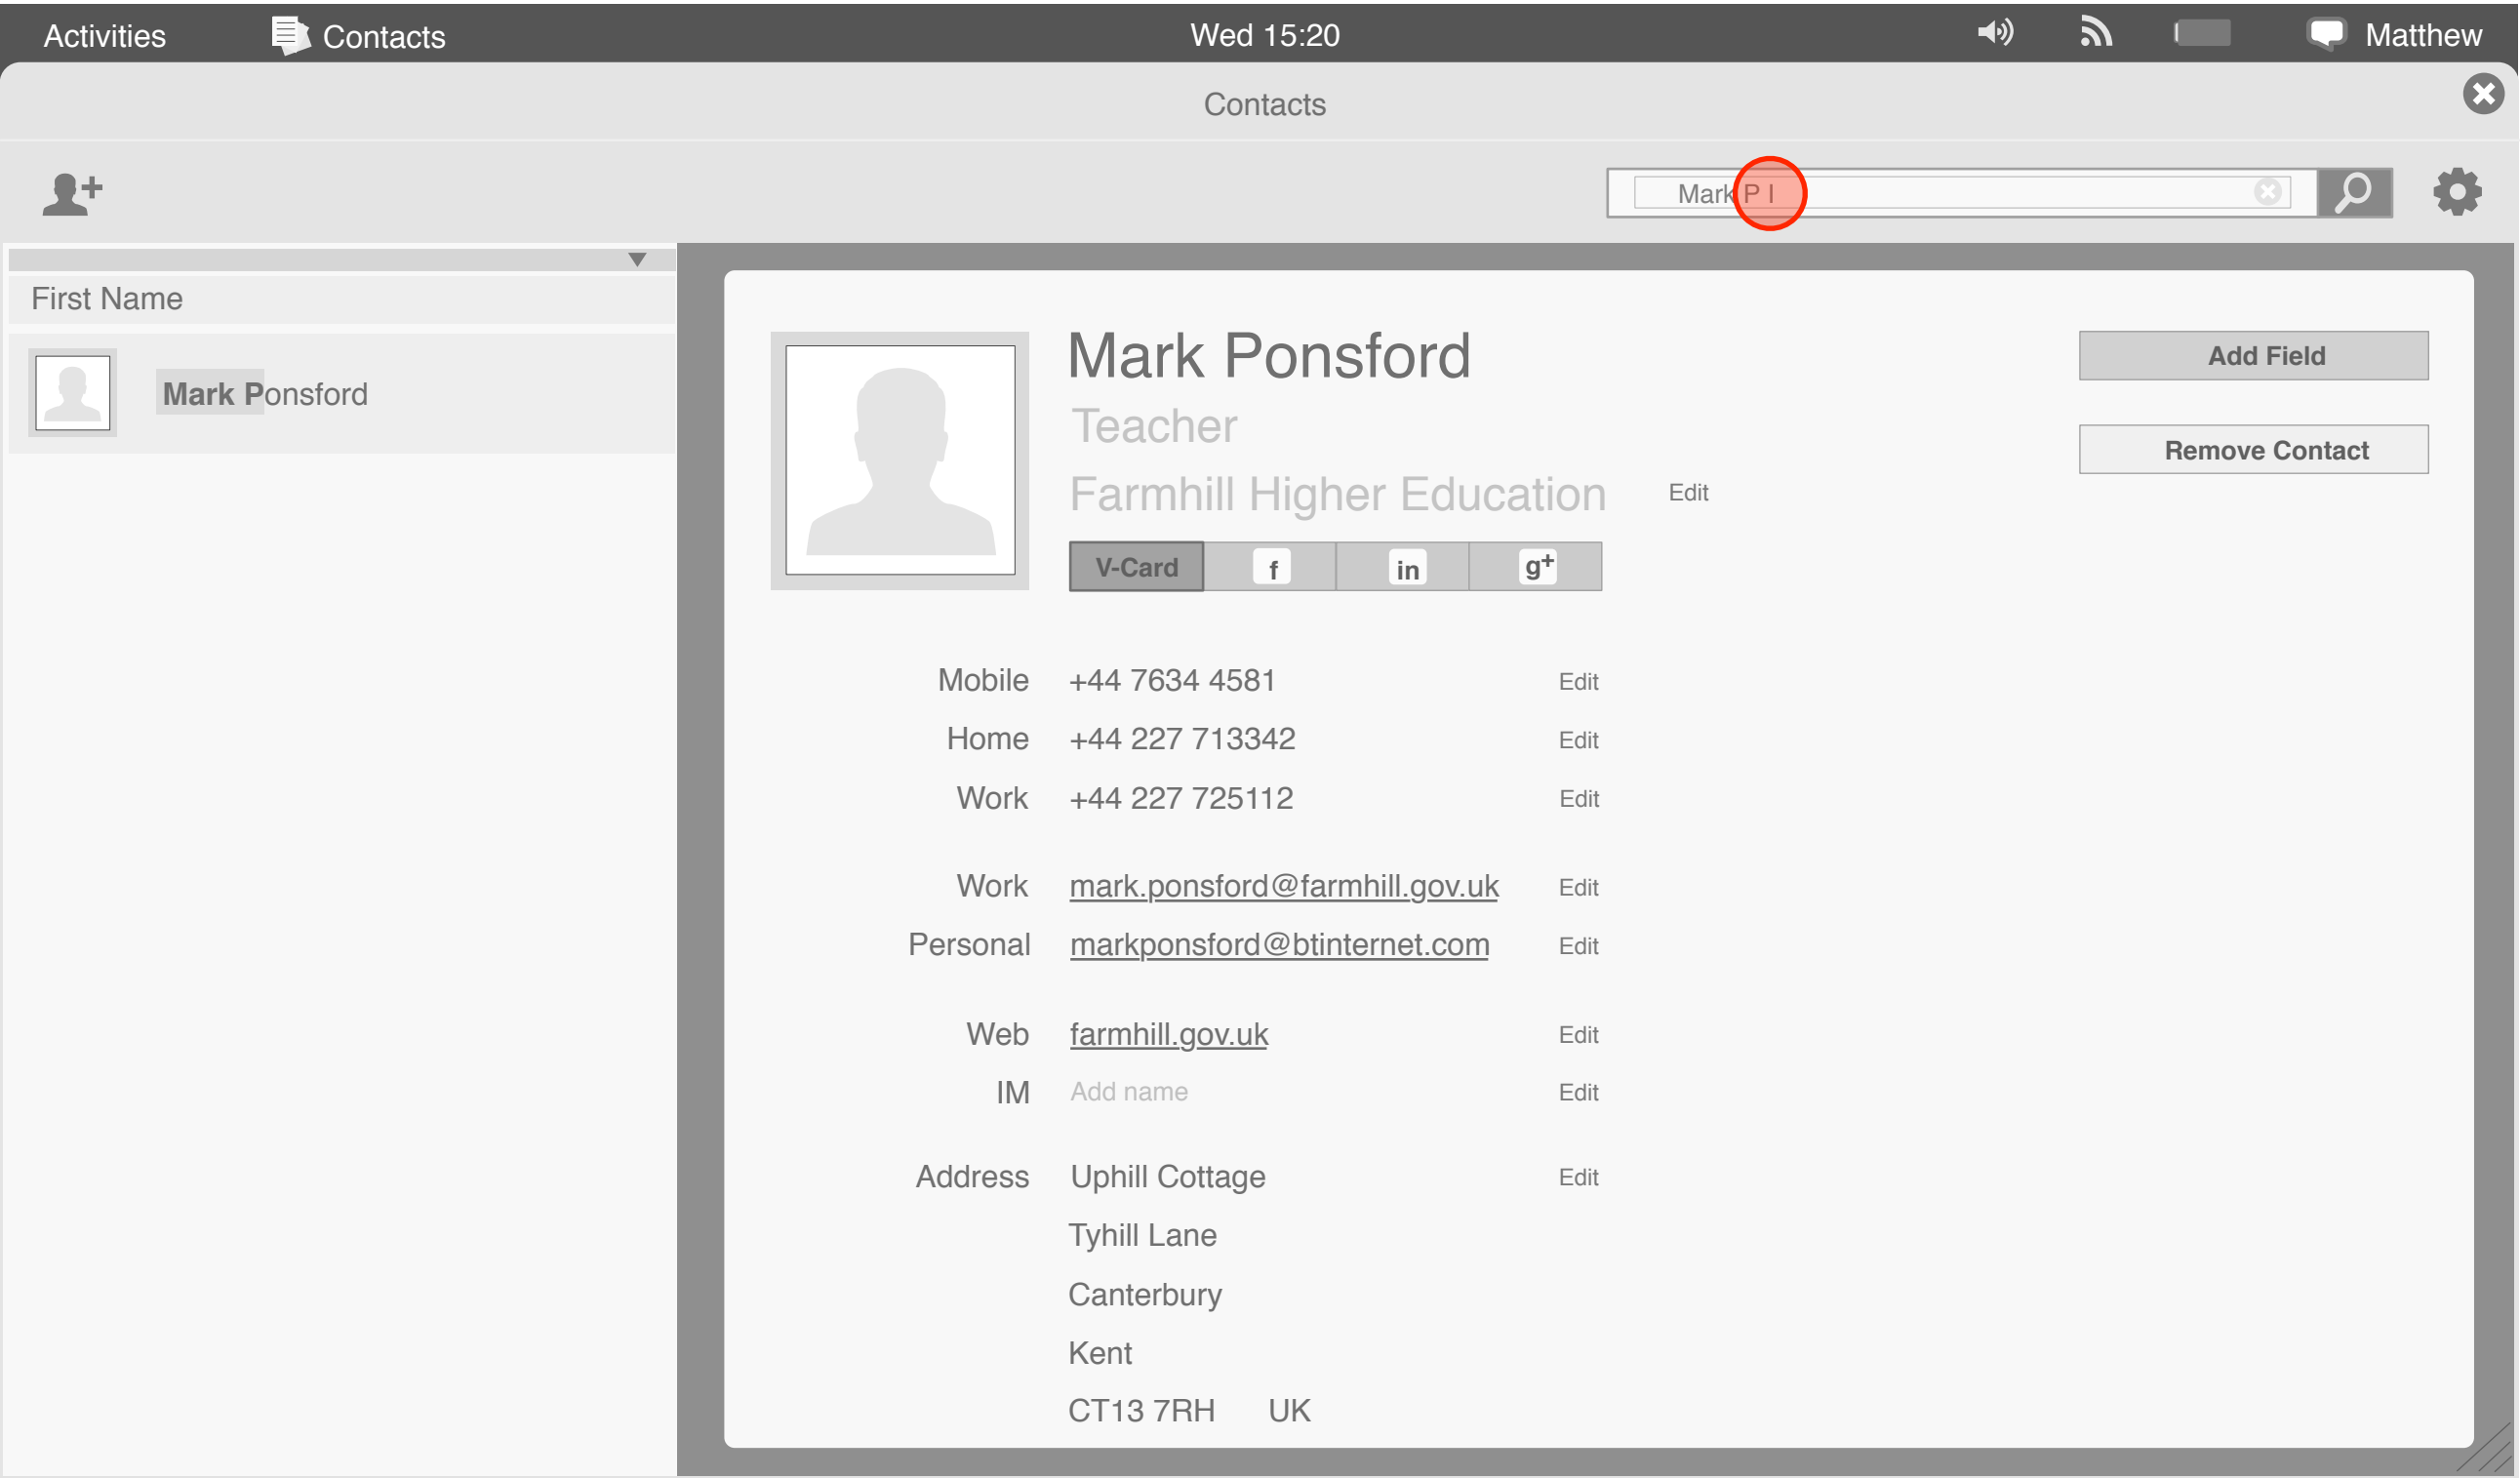 Activities Contacts Wed 15:20 Matthew
Contacts
Mark P I
First Name
Mark Ponsford
Mark Ponsford
Teacher
Farmhill Higher Education Edit
Add Field
Remove Contact
V-Card f in g+
Mobile +44 7634 4581 Edit
Home +44 227 713342 Edit
Work +44 227 725112 Edit
Work mark.ponsford@farmhill.gov.uk Edit
Personal markponsford@btinternet.com Edit
Web farmhill.gov.uk Edit
IM Add name Edit
Address Uphill Cottage Edit
Tyhill Lane
Canterbury
Kent
CT13 7RH UK